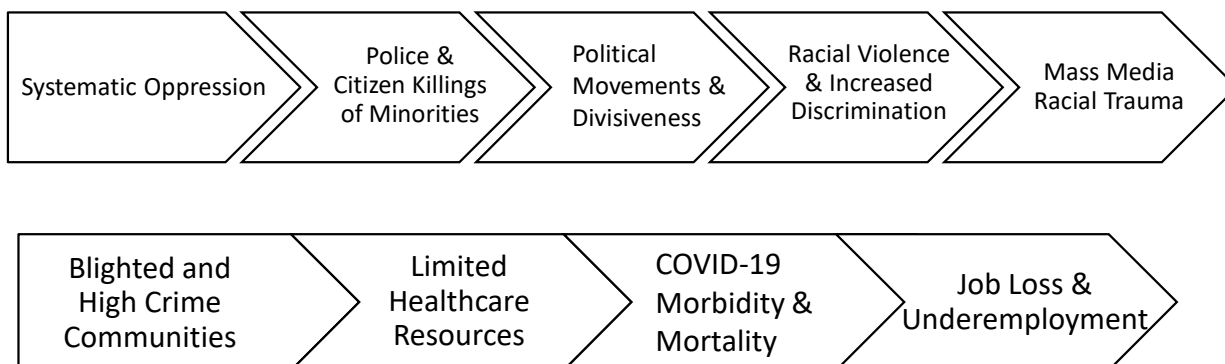 Systematic Oppression
Police &
Citizen Killings
of Minorities
Political
Movements &
Divisiveness
Racial Violence
& Increased
Discrimination
Mass Media
Racial Trauma
Blighted and
High Crime
Communities
Limited
Healthcare
Resources
COVID-19
Morbidity &
Mortality
Job Loss &
Underemployment